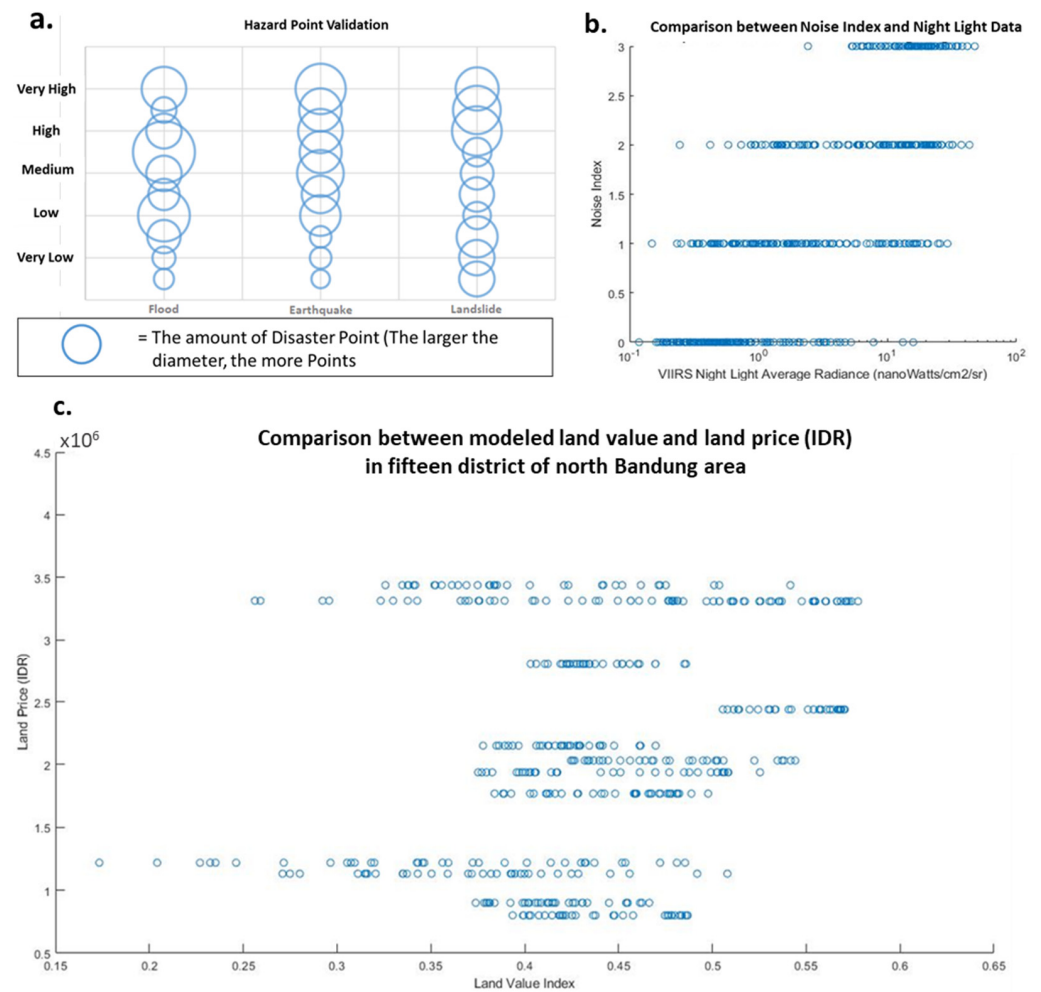 a.
Hazard Point Validation
Very High
High
Medium
Low
Very Low
Flood
Earthquake
Landslide
= The amount of Disaster Point (The larger the
diameter, the more Points
b.
Comparison between Noise Index and Night Light Data
3
2.5
2
1.5
1
0.5
0
Noise Index
10-1
100
101
102
VIIRS Night Light Average Radiance (nanoWatts/cm2/sr)
c.
x106
Comparison between modeled land value and land price (IDR)
in fifteen district of north Bandung area
4.5
4
3.5
3
2.5
2
1.5
1
0.5
Land Price (IDR)
0.15
0.2
0.25
0.3
0.35
0.4
0.45
0.5
0.55
0.6
0.65
Land Value Index